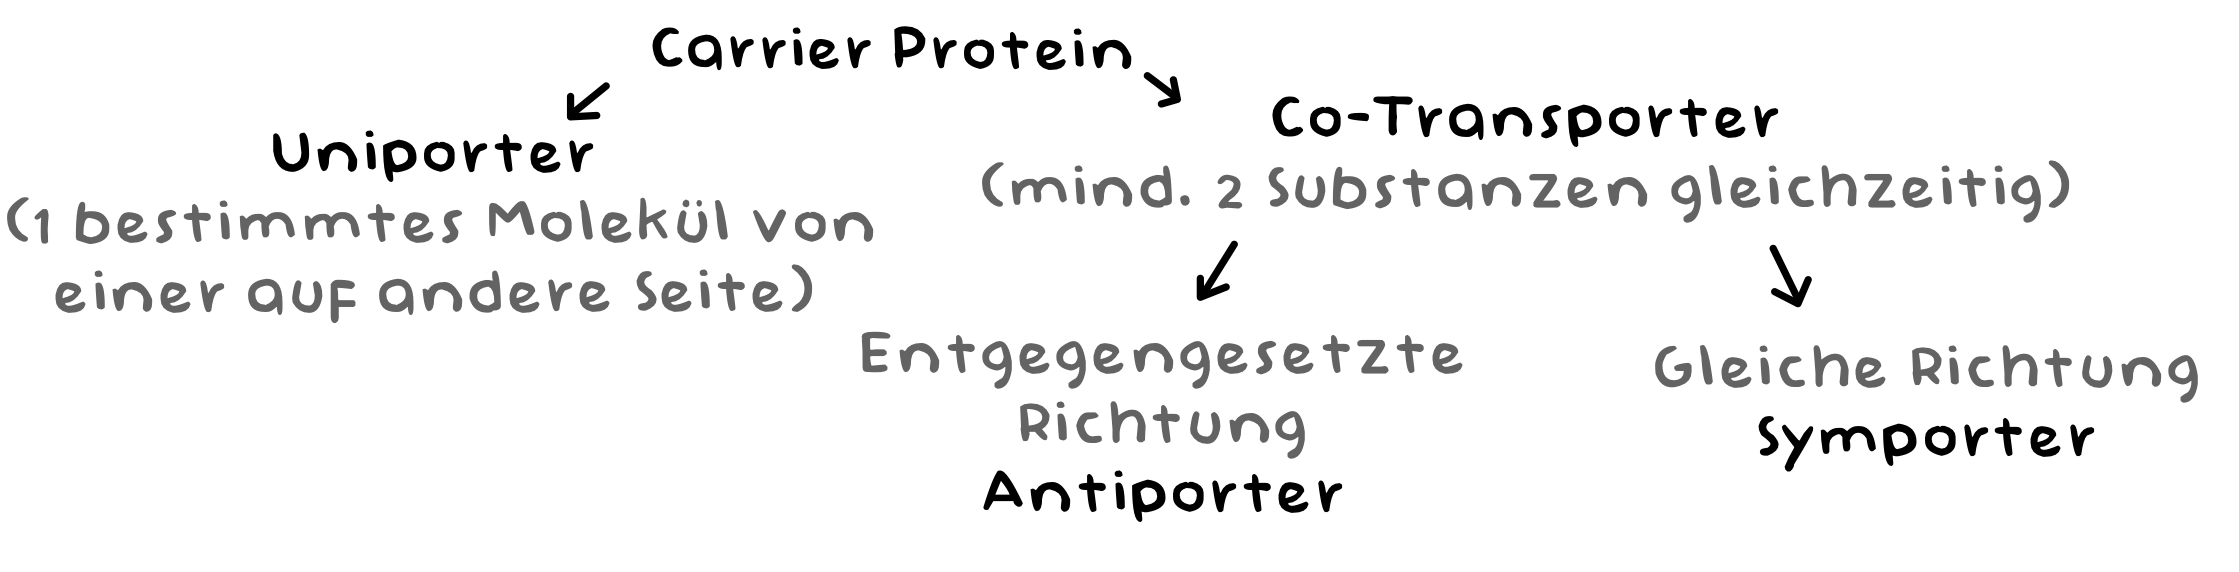 Carrier Protein
Uniporter
(1 bestimmtes Molekül von
einer auf andere Seite)
Co-Transporter
(mind. 2 Substanzen gleichzeitig)
Entgegengesetzte
Richtung
Antiporter
Gleiche Richtung
Symporter